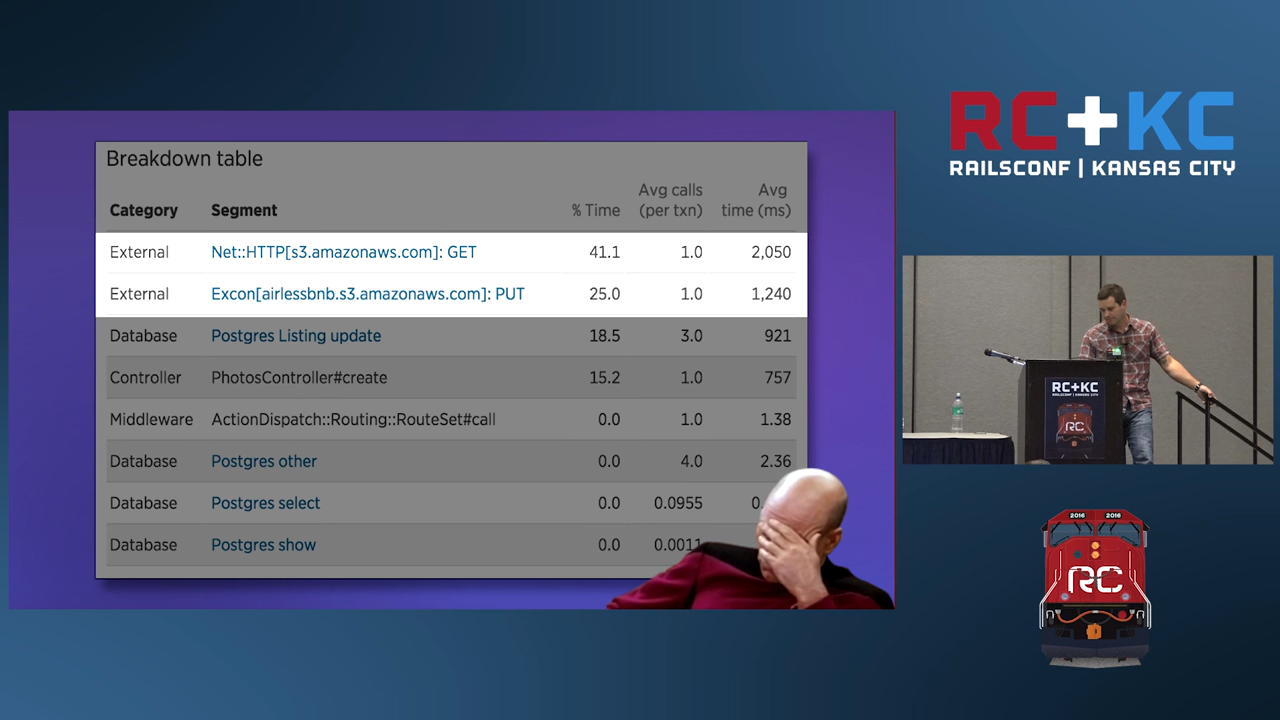 Breakdown table
Category Segment % Time Avg calls (per txn) Avg time (ms)
External Net::HTTP[s3.amazonaws.com]: GET 41.1 1.0 2,050
External Excon[airlessbnb.s3.amazonaws.com]: PUT 25.0 1.0 1,240
Database Postgres Listing update 18.5 3.0 921
Controller PhotosController#create 15.2 1.0 757
Middleware ActionDispatch::Routing::RouteSet#call 0.0 1.0 1.38
Database Postgres other 0.0 4.0 2.36
Database Postgres select 0.0 0.0955
Database Postgres show 0.0 0.0011
RC+KC
RAILSCONF | KANSAS CITY
RC+KC
RAILSCONF | KANSAS CITY
RC
2016 2016
RC